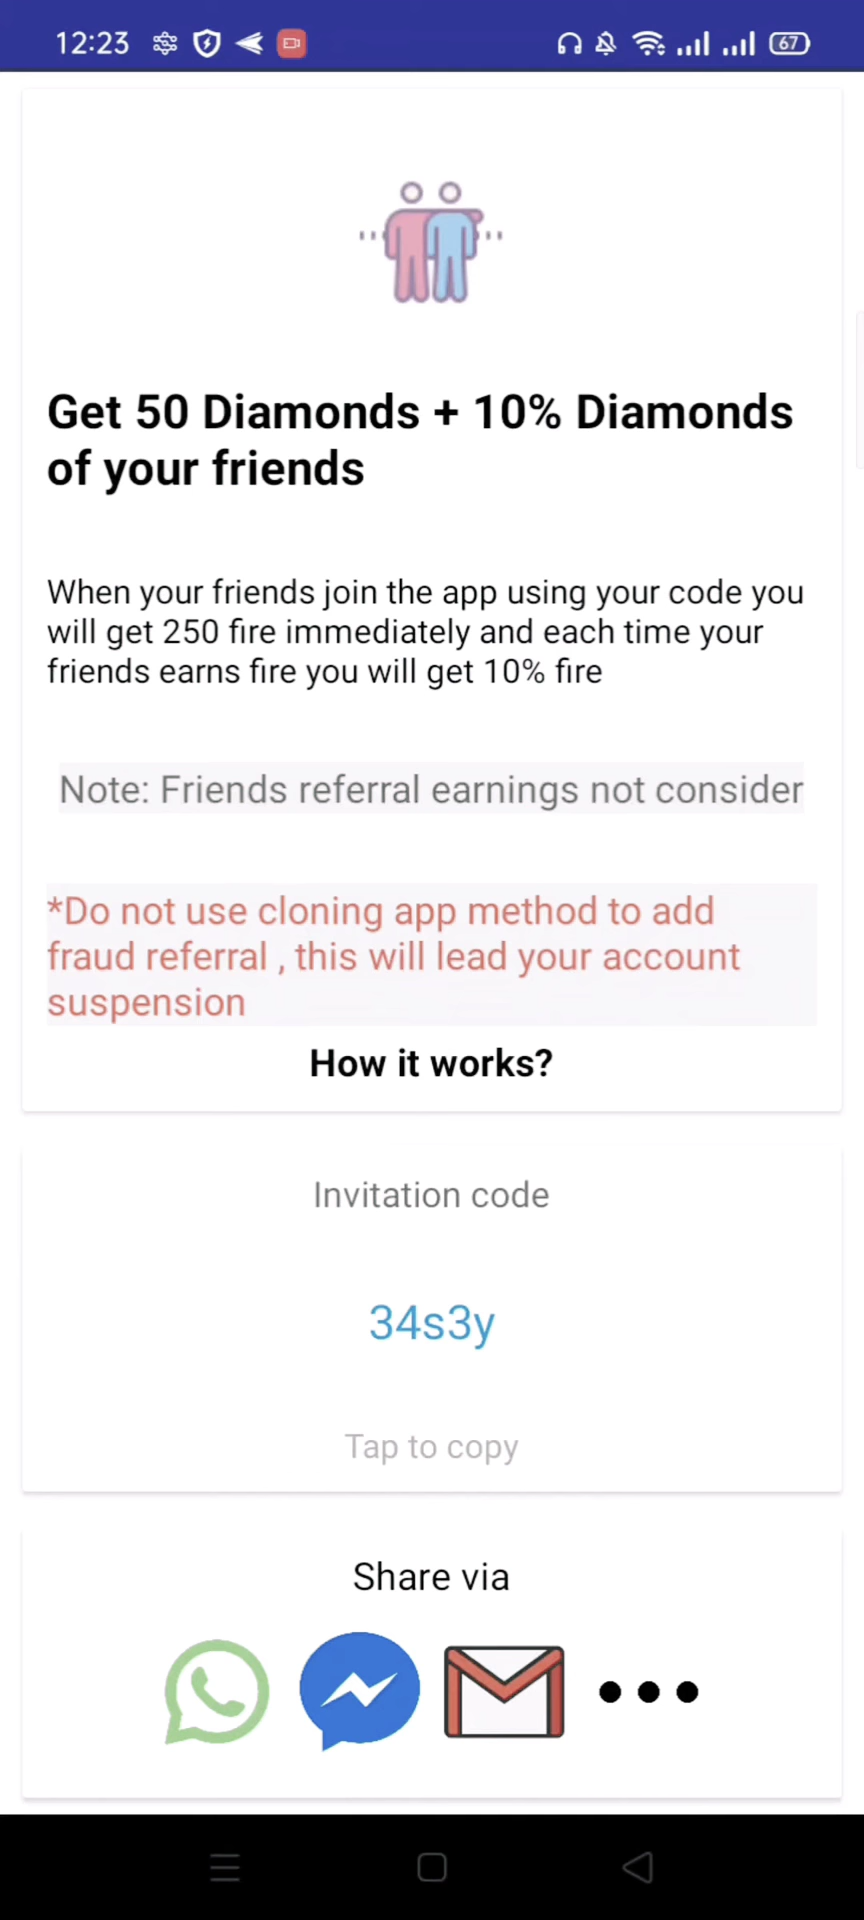 12:23
67
Get 50 Diamonds + 10% Diamonds
of your friends
When your friends join the app using your code you
will get 250 fire immediately and each time your
friends earns fire you will get 10% fire
Note: Friends referral earnings not consider
*Do not use cloning app method to add
fraud referral , this will lead your account
suspension
How it works?
Invitation code
34s3y
Tap to copy
Share via